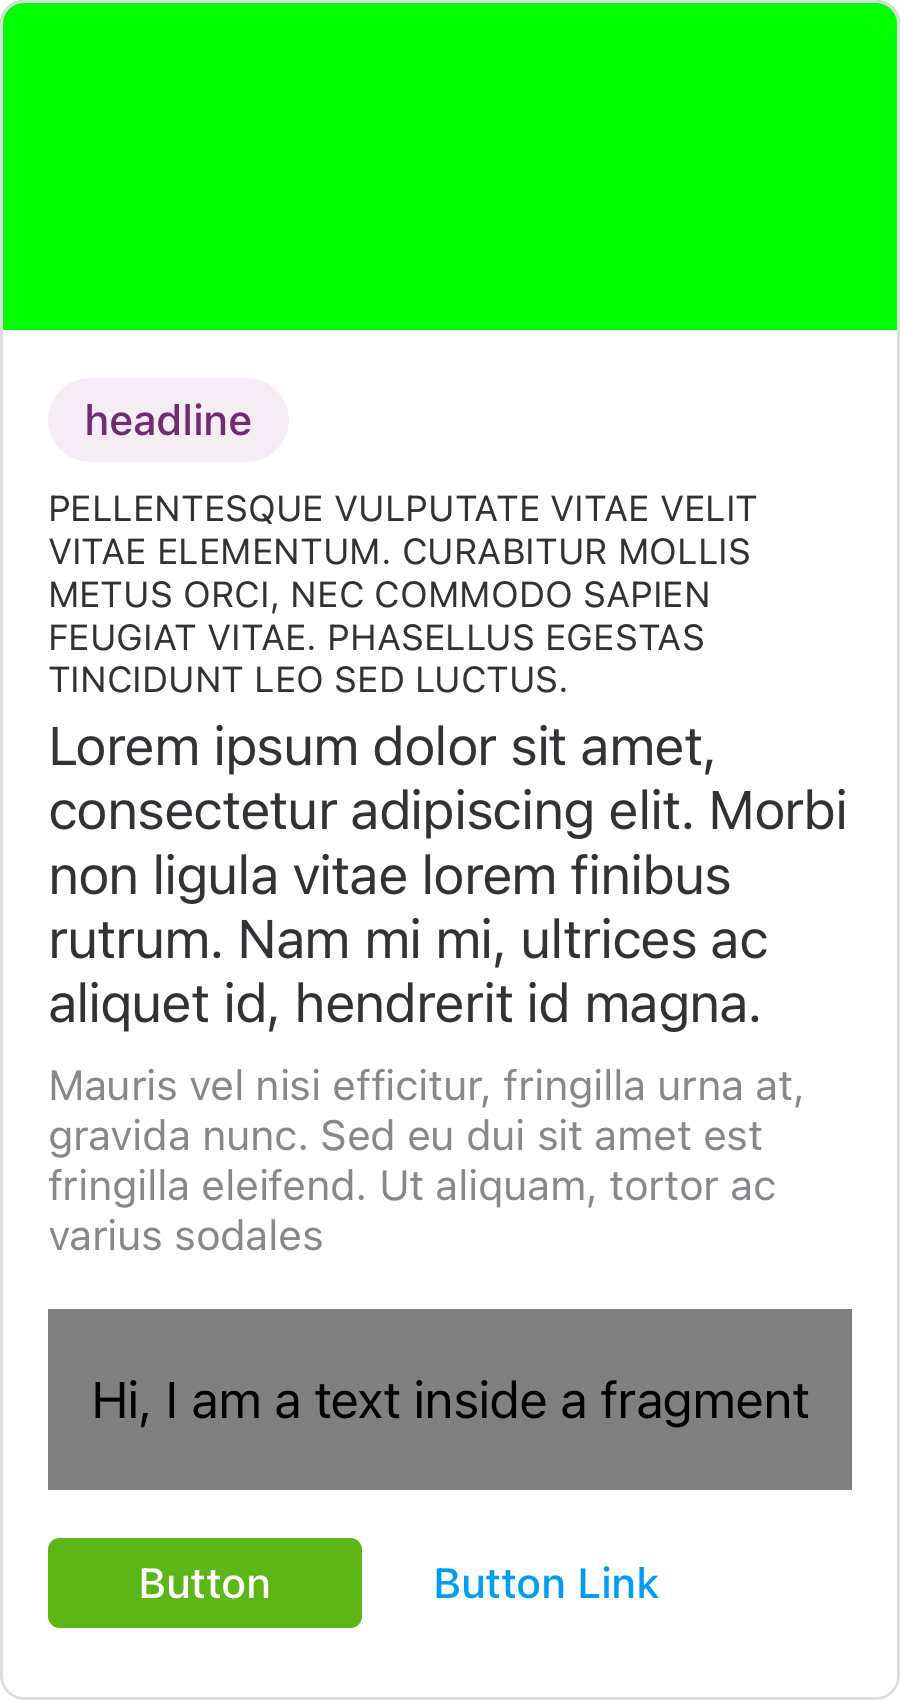 headline
PELLENTESQUE VULPUTATE VITAE VELIT
VITAE ELEMENTUM. CURABITUR MOLLIS
METUS ORCI, NEC COMMODO SAPIEN
FEUGIAT VITAE. PHASELLUS EGESTAS
TINCIDUNT LEO SED LUCTUS.
Lorem ipsum dolor sit amet,
consectetur adipiscing elit. Morbi
non ligula vitae lorem finibus
rutrum. Nam mi mi, ultrices ac
aliquet id, hendrerit id magna.
Mauris vel nisi efficitur, fringilla urna at,
gravida nunc. Sed eu dui sit amet est
fringilla eleifend. Ut aliquam, tortor ac
varius sodales
Hi, I am a text inside a fragment
Button Button Link